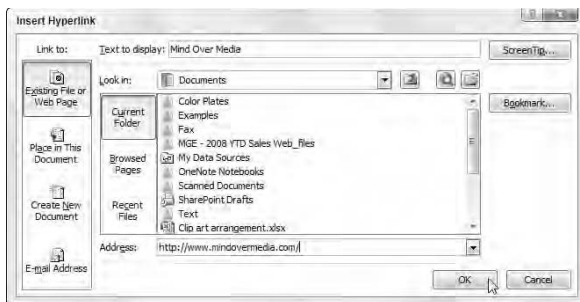 Insert Hyperlink
Link to:
Text to display: Mind Over Media
ScreenTip...
Existing File or Web Page
Look in: Documents
Bookmark...
Current Folder
Color Plates
Examples
Fax
MGE - 2008 YTD Sales Web_files
My Data Sources
OneNote Notebooks
Scanned Documents
SharePoint Drafts
Text
Clip art arrangement.xlsx
Place in This Document
Browsed Pages
Create New Document
Recent Files
E-mail Address
Address: http://www.mindovermedia.com/
OK
Cancel